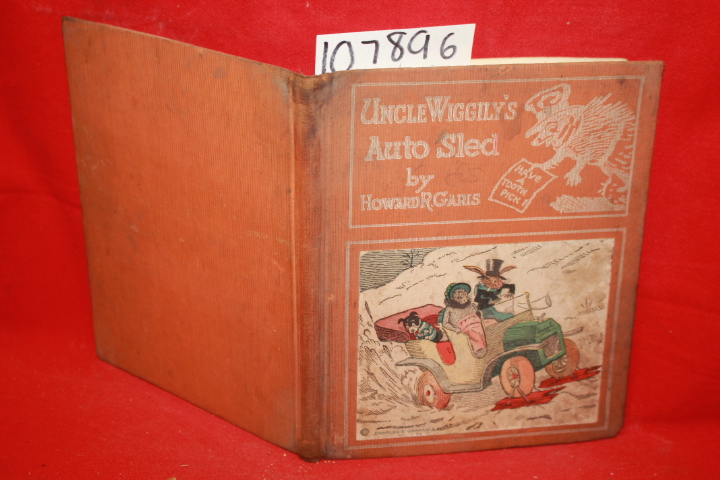 107896
UNCLE WIGGILY'S
Auto Sled
by
HOWARD R. GARIS
HAVE
A
TOOTH
PICK!